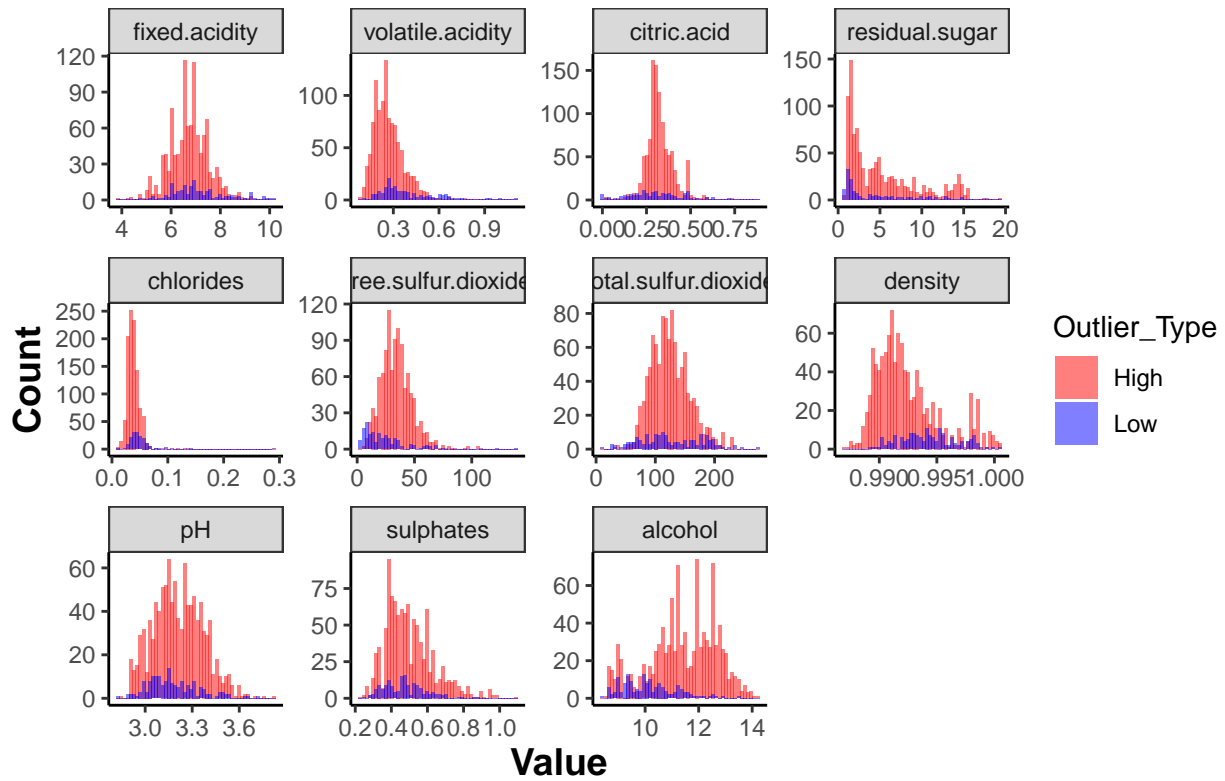 fixed.acidity
volatile.acidity
citric.acid
residual.sugar
120
90
60
30
0
100
50
0
150
100
50
0
150
100
50
0
4 6 8 10
0.3 0.6 0.9
0.00 0.25 0.50 0.75
0 5 10 15 20
chlorides
ree.sulfur.dioxide
otal.sulfur.dioxide
density
250
200
150
100
50
0
120
90
60
30
0
80
60
40
20
0
60
40
20
0
0.0 0.1 0.2 0.3
0 50 100
0 100 200
0.990 0.995 1.000
pH
sulphates
alcohol
60
40
20
0
75
50
25
0
60
40
20
0
3.0 3.3 3.6
0.2 0.4 0.6 0.8 1.0
10 12 14
Count
Value
Outlier_Type
High
Low